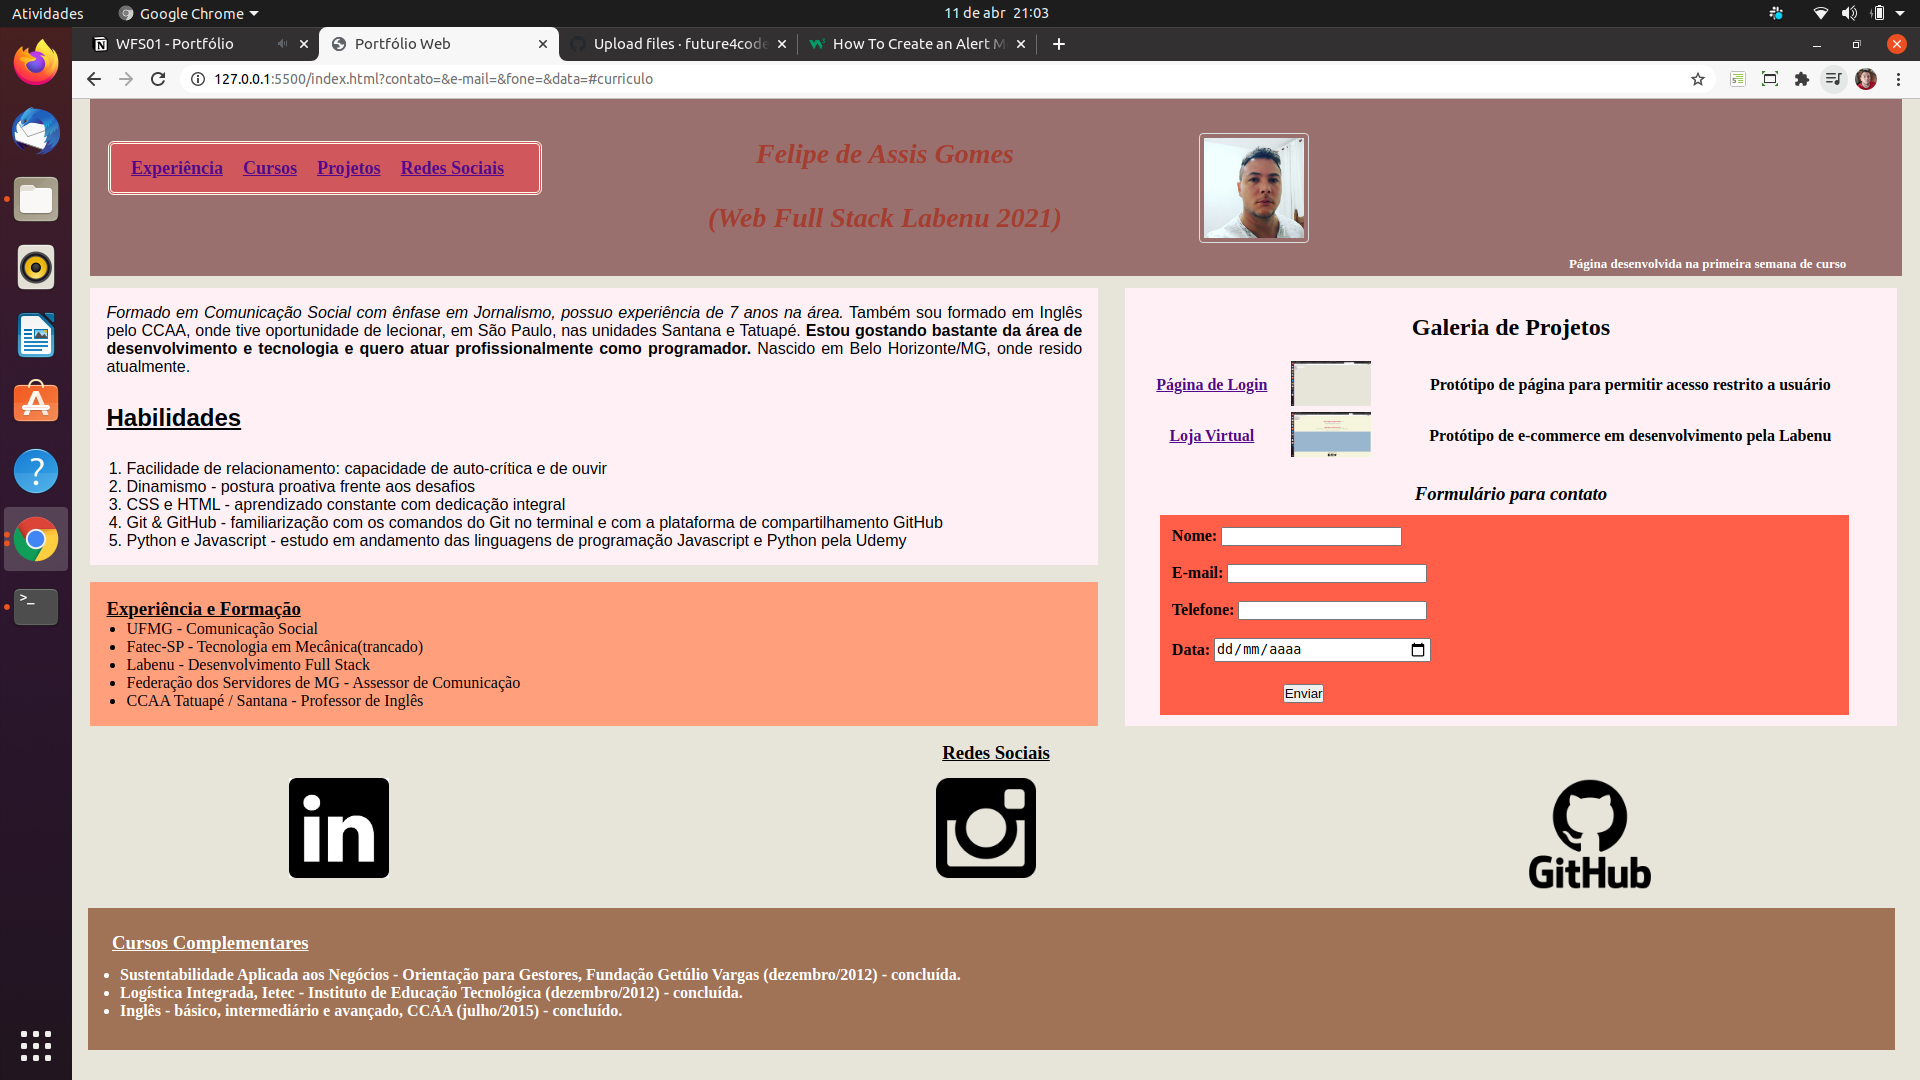 Atividades
Google Chrome
11 de abr 21:03
WFS01 - Portfólio
Portfólio Web
Upload files · future4code
How To Create an Alert M
127.0.0.1:5500/index.html?contato=&e-mail=&fone=&data=#curriculo
Experiência Cursos Projetos Redes Sociais
Felipe de Assis Gomes
(Web Full Stack Labenu 2021)
Página desenvolvida na primeira semana de curso
Formado em Comunicação Social com ênfase em Jornalismo, possuo experiência de 7 anos na área. Também sou formado em Inglês
pelo CCAA, onde tive oportunidade de lecionar, em São Paulo, nas unidades Santana e Tatuapé. Estou gostando bastante da área de
desenvolvimento e tecnologia e quero atuar profissionalmente como programador. Nascido em Belo Horizonte/MG, onde resido
atualmente.
Habilidades
1. Facilidade de relacionamento: capacidade de auto-crítica e de ouvir
2. Dinamismo - postura proativa frente aos desafios
3. CSS e HTML - aprendizado constante com dedicação integral
4. Git & GitHub - familiarização com os comandos do Git no terminal e com a plataforma de compartilhamento GitHub
5. Python e Javascript - estudo em andamento das linguagens de programação Javascript e Python pela Udemy
Experiência e Formação
• UFMG - Comunicação Social
• Fatec-SP - Tecnologia em Mecânica(trancado)
• Labenu - Desenvolvimento Full Stack
• Federação dos Servidores de MG - Assessor de Comunicação
• CCAA Tatuapé / Santana - Professor de Inglês
Galeria de Projetos
Página de Login
Protótipo de página para permitir acesso restrito a usuário
Loja Virtual
Protótipo de e-commerce em desenvolvimento pela Labenu
Formulário para contato
Nome:
E-mail:
Telefone:
Data: dd/mm/aaaa
Enviar
Redes Sociais
in
GitHub
Cursos Complementares
• Sustentabilidade Aplicada aos Negócios - Orientação para Gestores, Fundação Getúlio Vargas (dezembro/2012) - concluída.
• Logística Integrada, Ietec - Instituto de Educação Tecnológica (dezembro/2012) - concluída.
• Inglês - básico, intermediário e avançado, CCAA (julho/2015) - concluído.